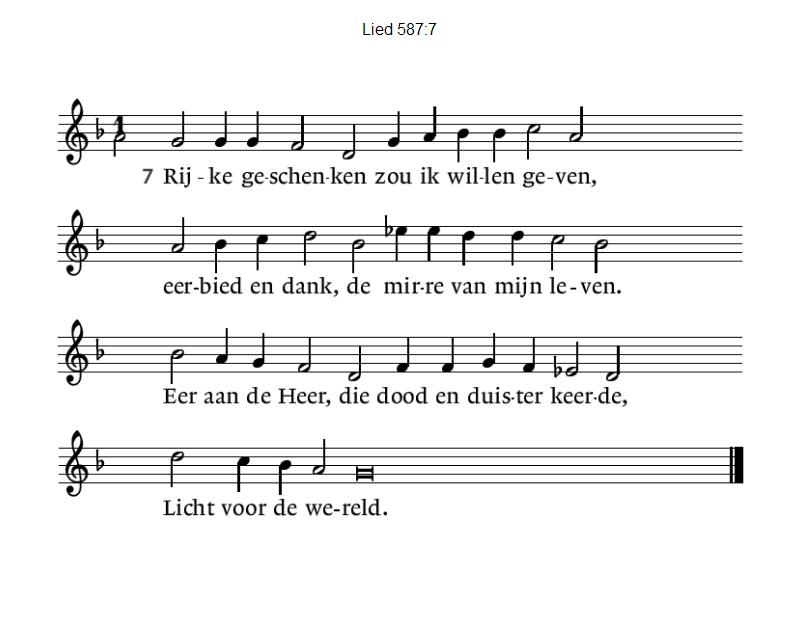 Lied 587:7
1
7 Rij - ke ge-schen-ken zou ik wil-len ge-ven,
eer-bied en dank, de mir-re van mijn le-ven.
Eer aan de Heer, die dood en duis-ter keer-de,
Licht voor de we-reld.